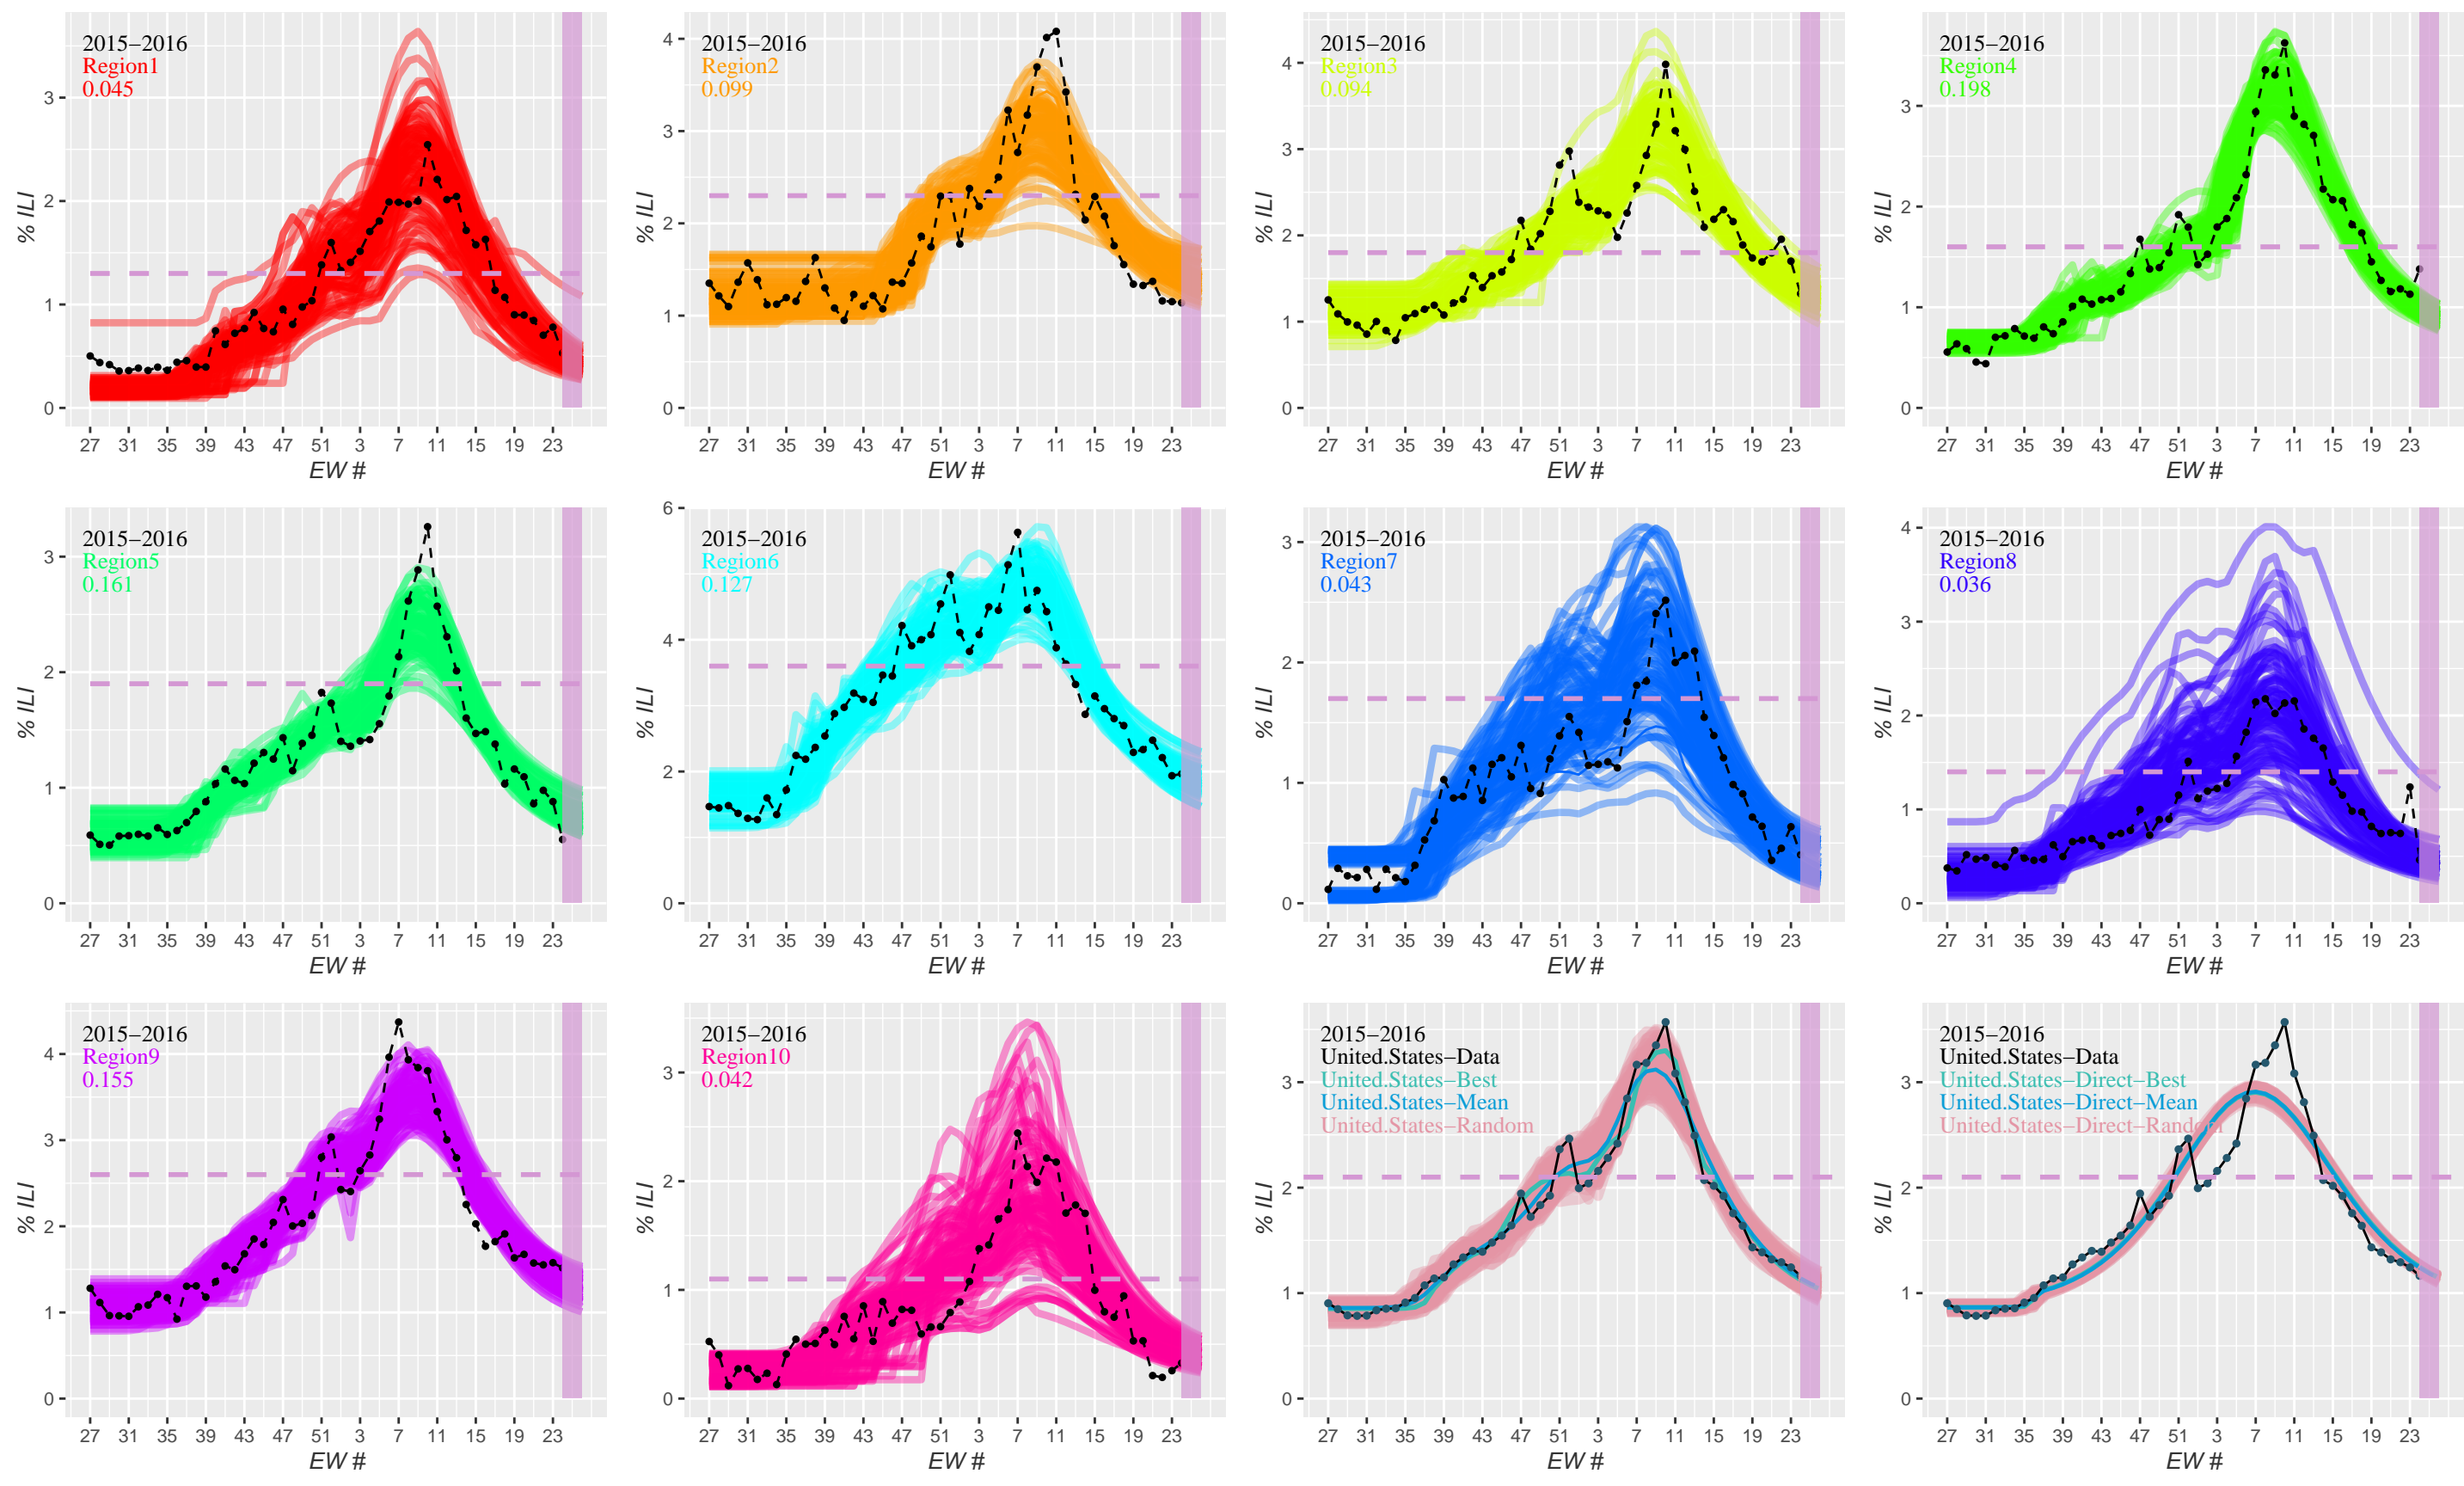 2015−2016
Region1
0.045
% ILI
0
1
2
3
27 31 35 39 43 47 51 3 7 11 15 19 23
EW #
2015−2016
Region2
0.099
% ILI
0
1
2
3
4
27 31 35 39 43 47 51 3 7 11 15 19 23
EW #
2015−2016
Region3
0.094
% ILI
0
1
2
3
4
27 31 35 39 43 47 51 3 7 11 15 19 23
EW #
2015−2016
Region4
0.198
% ILI
0
1
2
3
27 31 35 39 43 47 51 3 7 11 15 19 23
EW #
2015−2016
Region5
0.161
% ILI
0
1
2
3
27 31 35 39 43 47 51 3 7 11 15 19 23
EW #
2015−2016
Region6
0.127
% ILI
0
2
4
6
27 31 35 39 43 47 51 3 7 11 15 19 23
EW #
2015−2016
Region7
0.043
% ILI
0
1
2
3
27 31 35 39 43 47 51 3 7 11 15 19 23
EW #
2015−2016
Region8
0.036
% ILI
0
1
2
3
4
27 31 35 39 43 47 51 3 7 11 15 19 23
EW #
2015−2016
Region9
0.155
% ILI
0
1
2
3
4
27 31 35 39 43 47 51 3 7 11 15 19 23
EW #
2015−2016
Region10
0.042
% ILI
0
1
2
3
27 31 35 39 43 47 51 3 7 11 15 19 23
EW #
2015−2016
United.States−Data
United.States−Best
United.States−Mean
United.States−Random
% ILI
0
1
2
3
27 31 35 39 43 47 51 3 7 11 15 19 23
EW #
2015−2016
United.States−Data
United.States−Direct−Best
United.States−Direct−Mean
United.States−Direct−Random
% ILI
0
1
2
3
27 31 35 39 43 47 51 3 7 11 15 19 23
EW #